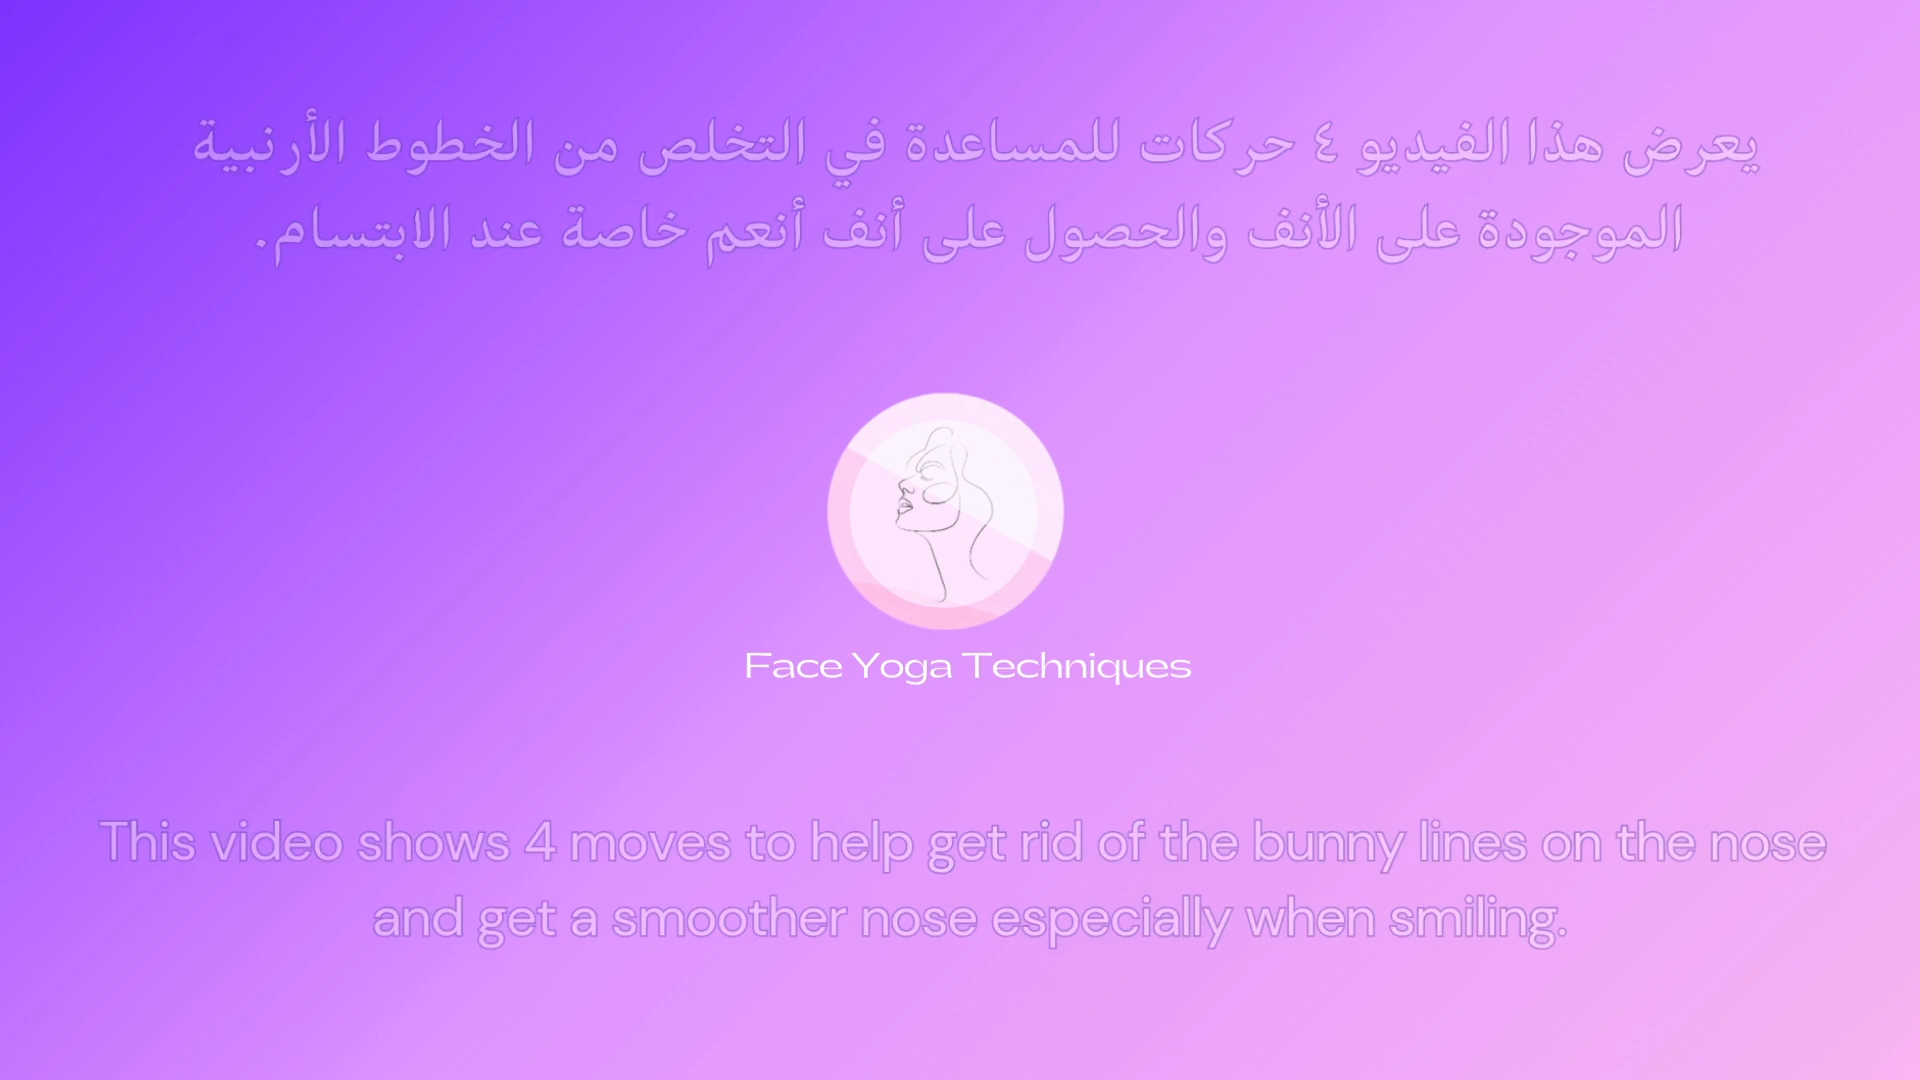 يعرض هذا الفيديو ٤ حركات للمساعدة في التخلص من الخطوط الأرنبية
الموجودة على الأنف والحصول على أنف أنعم خاصة عند الابتسام.
Face Yoga Techniques
This video shows 4 moves to help get rid of the bunny lines on the nose
and get a smoother nose especially when smiling.